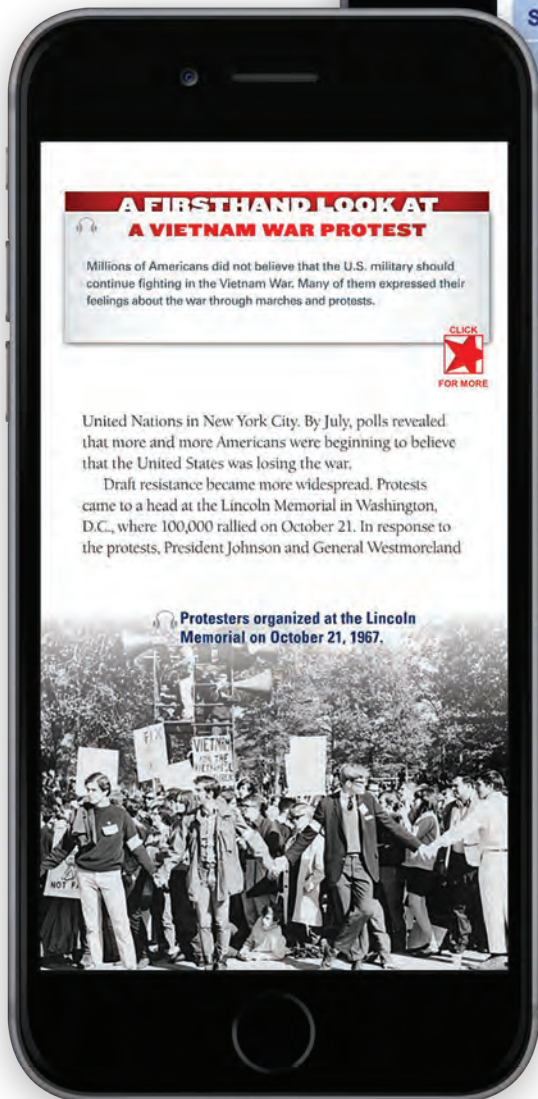 S
A FIRSTHAND LOOK AT
A VIETNAM WAR PROTEST
Millions of Americans did not believe that the U.S. military should
continue fighting in the Vietnam War. Many of them expressed their
feelings about the war through marches and protests.
CLICK
FOR MORE
United Nations in New York City. By July, polls revealed
that more and more Americans were beginning to believe
that the United States was losing the war.
Draft resistance became more widespread. Protests
came to a head at the Lincoln Memorial in Washington,
D.C., where 100,000 rallied on October 21. In response to
the protests, President Johnson and General Westmoreland
Protesters organized at the Lincoln
Memorial on October 21, 1967.
VIETNAM
FOR THE
VIETNAMESE
NOT